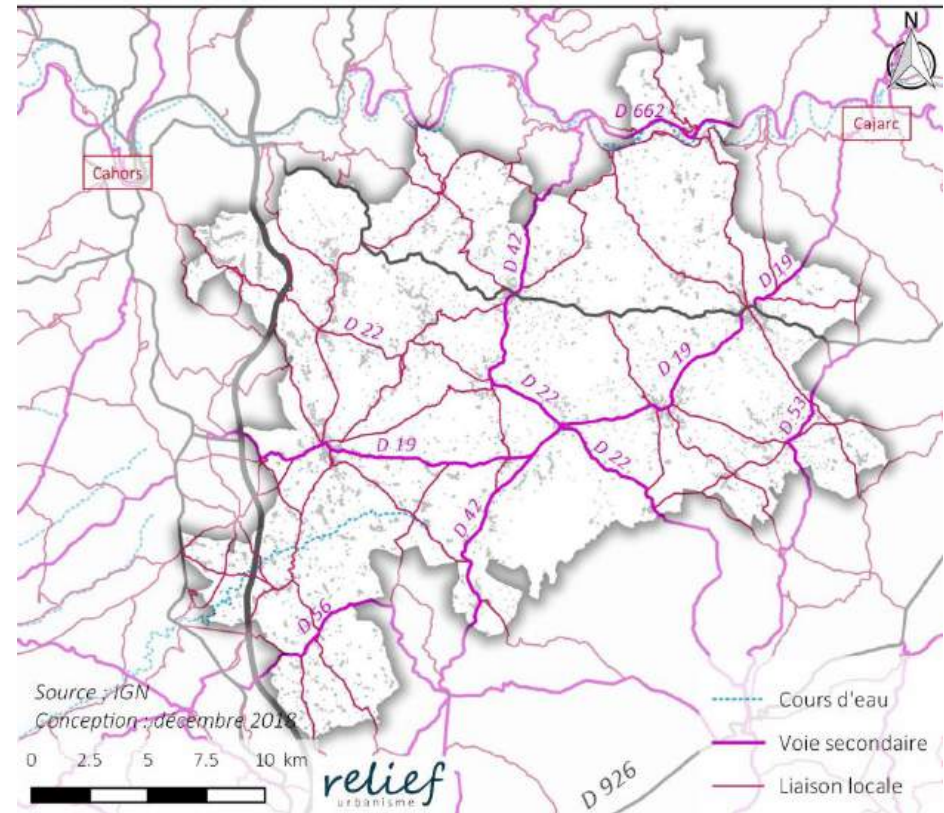 N
D 662
Cahors
Cajarc
D 42
D 19
D 22
D 19
D 22
D 53
D 19
D 22
D 42
D 56
Source : IGN
Conception : décembre 2018
0 2.5 5 7.5 10 km
relief
urbanisme
D 926
Cours d'eau
Voie secondaire
Liaison locale